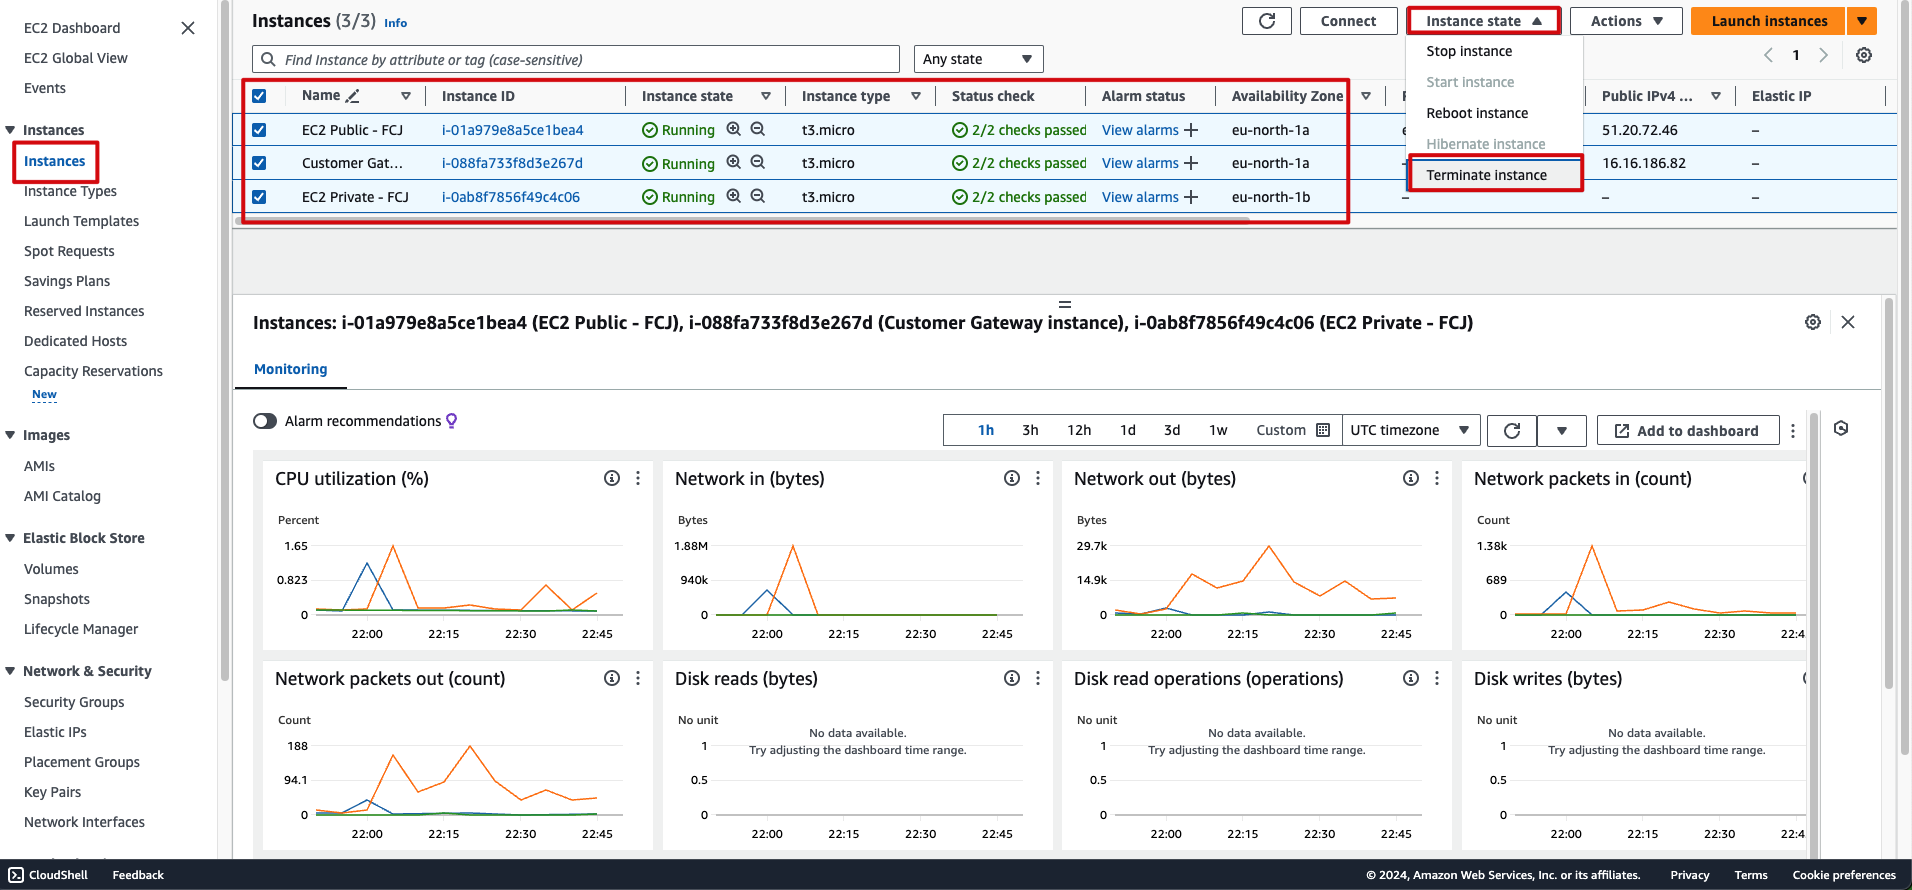 EC2 Dashboard
EC2 Global View
Events
Instances
Instances
Instance Types
Launch Templates
Spot Requests
Savings Plans
Reserved Instances
Dedicated Hosts
Capacity Reservations
New
Images
AMIs
AMI Catalog
Elastic Block Store
Volumes
Snapshots
Lifecycle Manager
Network & Security
Security Groups
Elastic IPs
Placement Groups
Key Pairs
Network Interfaces
Instances (3/3) Info
Connect
Instance state
Actions
Launch instances
Find Instance by attribute or tag (case-sensitive)
Any state
1
Stop instance
Start instance
Reboot instance
Hibernate instance
Terminate instance
Name Instance ID Instance state Instance type Status check Alarm status Availability Zone Public IPv4 ... Elastic IP
EC2 Public - FCJ i-01a979e8a5ce1bea4 Running t3.micro 2/2 checks passed View alarms eu-north-1a 51.20.72.46 –
Customer Gat... i-088fa733f8d3e267d Running t3.micro 2/2 checks passed View alarms eu-north-1a 16.16.186.82 –
EC2 Private - FCJ i-0ab8f7856f49c4c06 Running t3.micro 2/2 checks passed View alarms eu-north-1b – – –
Instances: i-01a979e8a5ce1bea4 (EC2 Public - FCJ), i-088fa733f8d3e267d (Customer Gateway instance), i-0ab8f7856f49c4c06 (EC2 Private - FCJ)
Monitoring
Alarm recommendations
1h 3h 12h 1d 3d 1w Custom UTC timezone
Add to dashboard
CPU utilization (%)
Percent
1.65
0.823
0
22:00 22:15 22:30 22:45
Network in (bytes)
Bytes
1.88M
940k
0
22:00 22:15 22:30 22:45
Network out (bytes)
Bytes
29.7k
14.9k
0
22:00 22:15 22:30 22:45
Network packets in (count)
Count
1.38k
689
0
22:00 22:15 22:30 22:4
Network packets out (count)
Count
188
94.1
0
22:00 22:15 22:30 22:45
Disk reads (bytes)
No unit
No data available.
Try adjusting the dashboard time range.
1
0.5
0
22:00 22:15 22:30 22:45
Disk read operations (operations)
No unit
No data available.
Try adjusting the dashboard time range.
1
0.5
0
22:00 22:15 22:30 22:45
Disk writes (bytes)
No unit
No data available.
Try adjusting the dashboard time range.
1
0.5
0
22:00 22:15 22:30 22:4
CloudShell Feedback
© 2024, Amazon Web Services, Inc. or its affiliates. Privacy Terms Cookie preferences